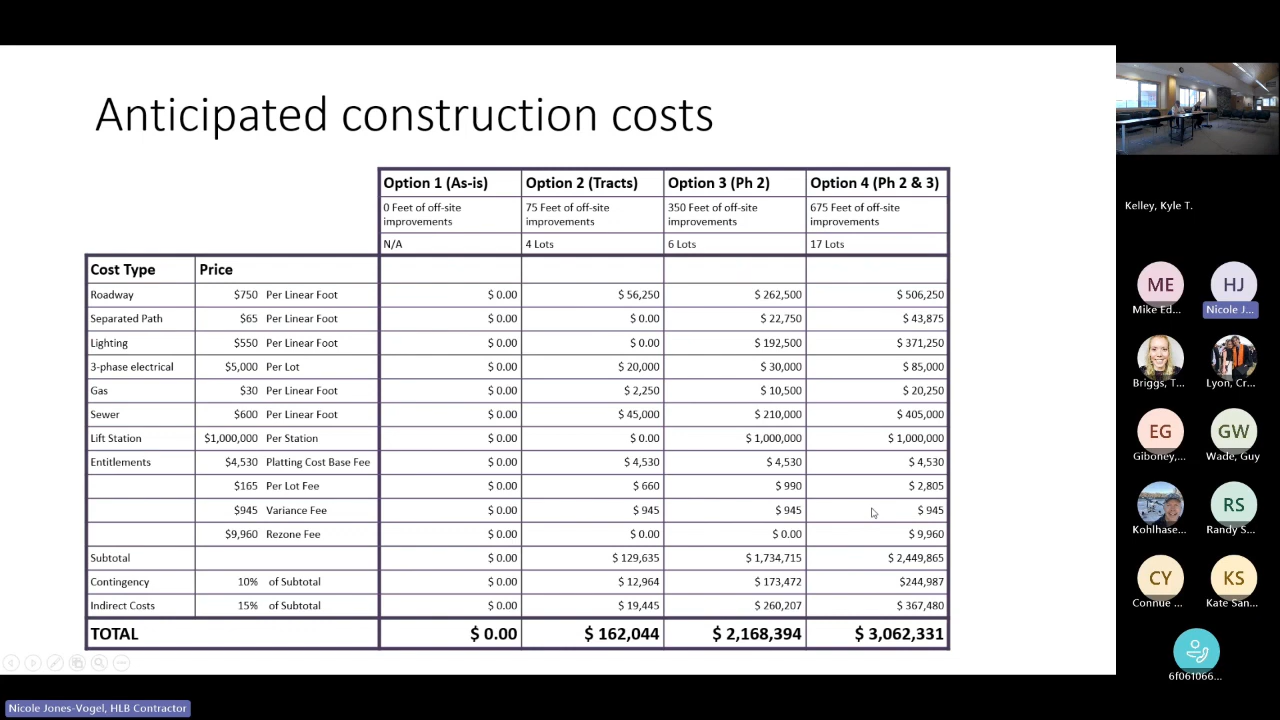 Anticipated construction costs
Option 1 (As-is) Option 2 (Tracts) Option 3 (Ph 2) Option 4 (Ph 2 & 3)
0 Feet of off-site improvements 75 Feet of off-site improvements 350 Feet of off-site improvements 675 Feet of off-site improvements
N/A 4 Lots 6 Lots 17 Lots
Cost Type Price
Roadway $750 Per Linear Foot $ 0.00 $ 56,250 $ 262,500 $ 506,250
Separated Path $65 Per Linear Foot $ 0.00 $ 0.00 $ 22,750 $ 43,875
Lighting $550 Per Linear Foot $ 0.00 $ 0.00 $ 192,500 $ 371,250
3-phase electrical $5,000 Per Lot $ 0.00 $ 20,000 $ 30,000 $ 85,000
Gas $30 Per Linear Foot $ 0.00 $ 2,250 $ 10,500 $ 20,250
Sewer $600 Per Linear Foot $ 0.00 $ 45,000 $ 210,000 $ 405,000
Lift Station $1,000,000 Per Station $ 0.00 $ 0.00 $ 1,000,000 $ 1,000,000
Entitlements $4,530 Platting Cost Base Fee $ 0.00 $ 4,530 $ 4,530 $ 4,530
$165 Per Lot Fee $ 0.00 $ 660 $ 990 $ 2,805
$945 Variance Fee $ 0.00 $ 945 $ 945 $ 945
$9,960 Rezone Fee $ 0.00 $ 0.00 $ 0.00 $ 9,960
Subtotal $ 0.00 $ 129,635 $ 1,734,715 $ 2,449,865
Contingency 10% of Subtotal $ 0.00 $ 12,964 $ 173,472 $244,987
Indirect Costs 15% of Subtotal $ 0.00 $ 19,445 $ 260,207 $ 367,480
TOTAL $ 0.00 $ 162,044 $ 2,168,394 $ 3,062,331
Nicole Jones-Vogel, HLB Contractor
Kelley, Kyle T.
ME HJ
Mike Ed... Nicole J...
Briggs, T... Lyon, Cr...
EG GW
Giboney,... Wade, Guy
RS
Kohlhase... Randy S...
CY KS
Connue ... Kate San...
6f061066...